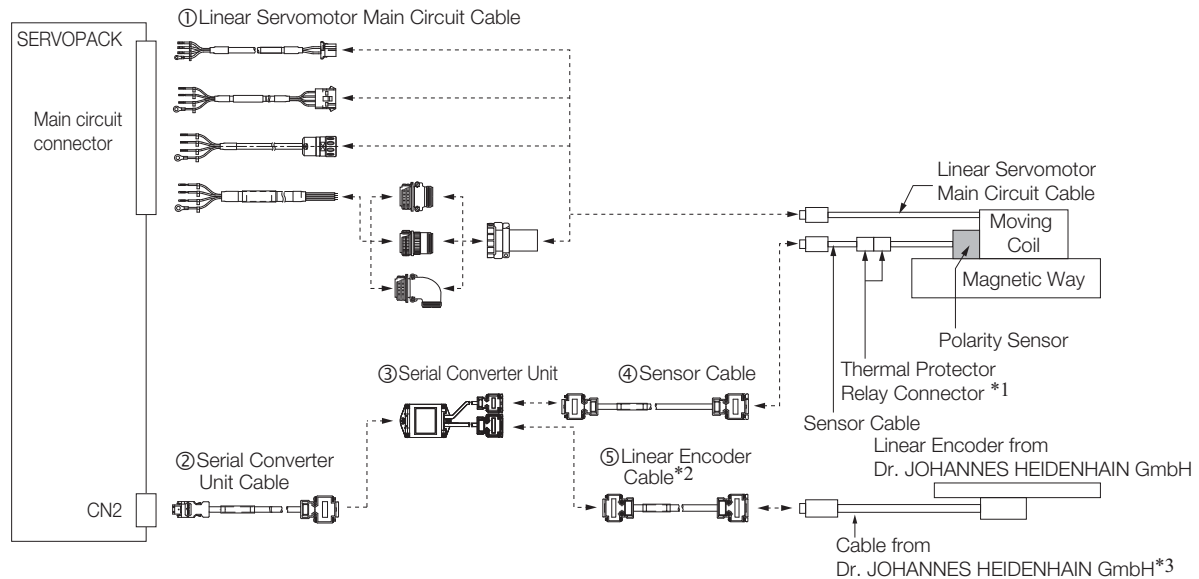 ①Linear Servomotor Main Circuit Cable
SERVOPACK
Main circuit
connector
Linear Servomotor
Main Circuit Cable
Moving
Coil
Magnetic Way
Polarity Sensor
Thermal Protector
Relay Connector *1
Sensor Cable
③Serial Converter Unit
④Sensor Cable
②Serial Converter
Unit Cable
⑤Linear Encoder
Cable*2
Linear Encoder from
Dr. JOHANNES HEIDENHAIN GmbH
CN2
Cable from
Dr. JOHANNES HEIDENHAIN GmbH*3